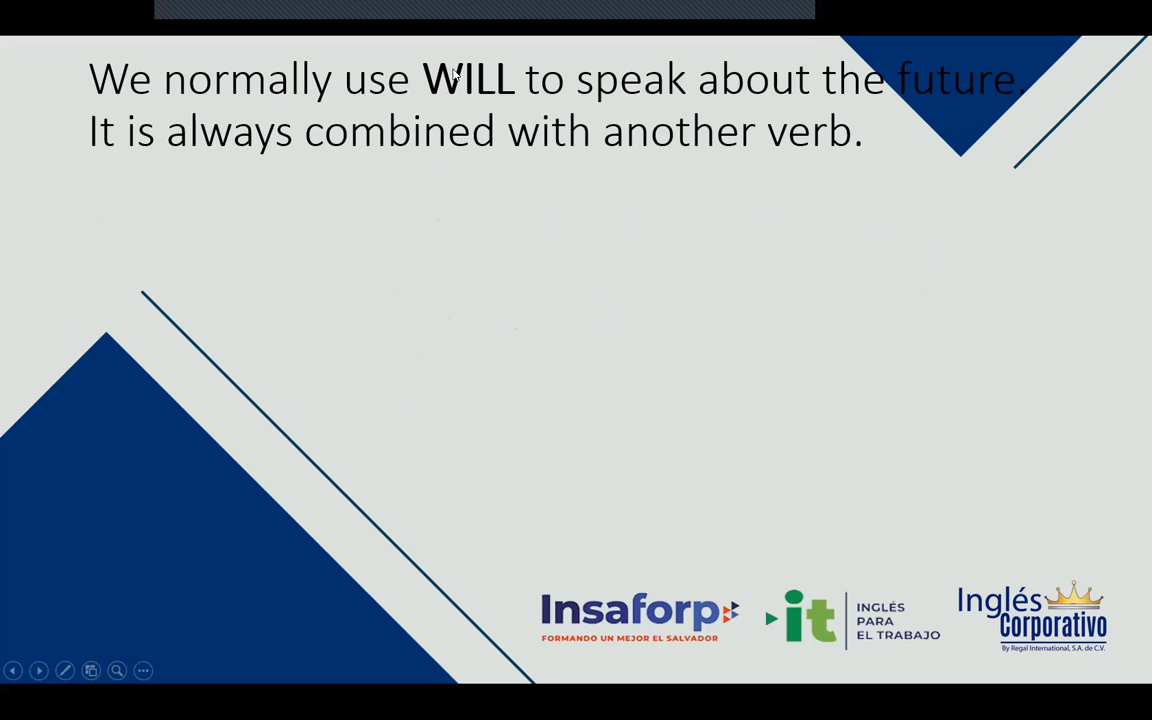 We normally use WILL to speak about the future.
It is always combined with another verb.
Insaforp
FORMANDO UN MEJOR EL SALVADOR
it
INGLÉS
PARA
EL TRABAJO
Inglés
Corporativo
By Regal International, S.A. de C.V.